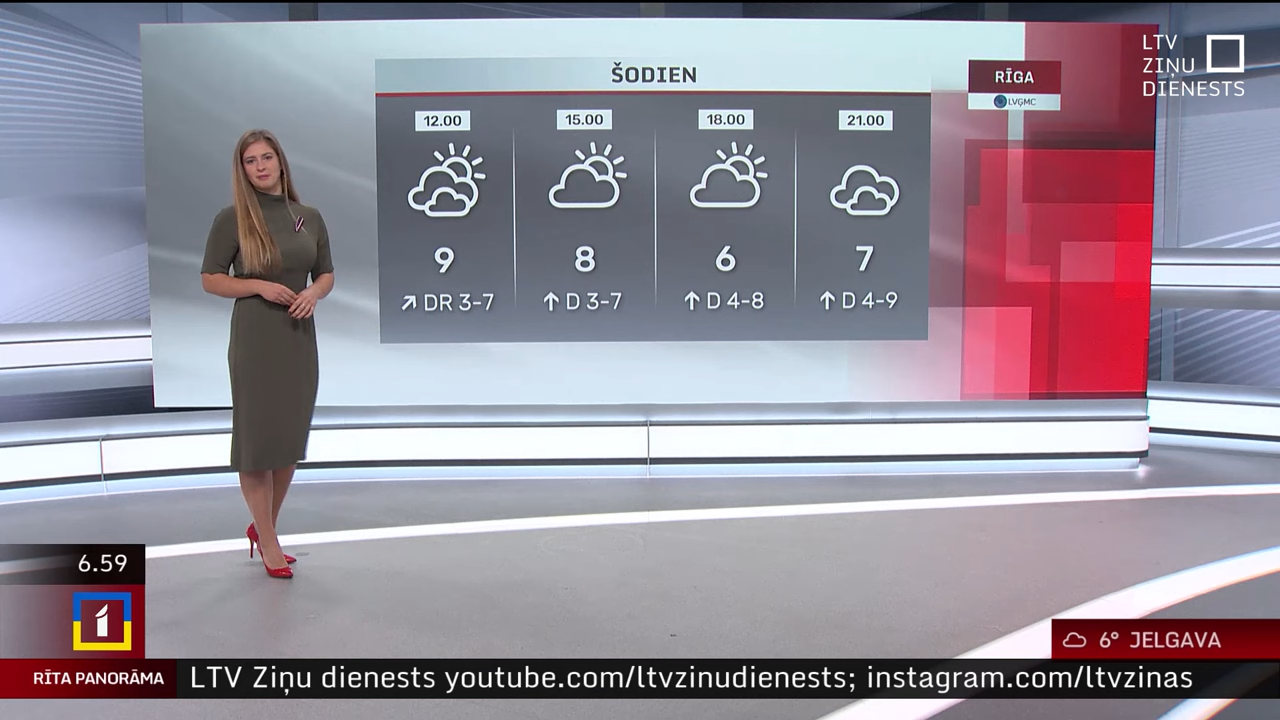 ŠODIEN
RĪGA
LVĢMC
LTV
ZIŅU
DIENESTS
12.00
15.00
18.00
21.00
9
8
6
7
DR 3-7
D 3-7
D 4-8
D 4-9
6.59
1
6° JELGAVA
RĪTA PANORĀMA
LTV Ziņu dienests youtube.com/ltvzinudienests; instagram.com/ltvzinas